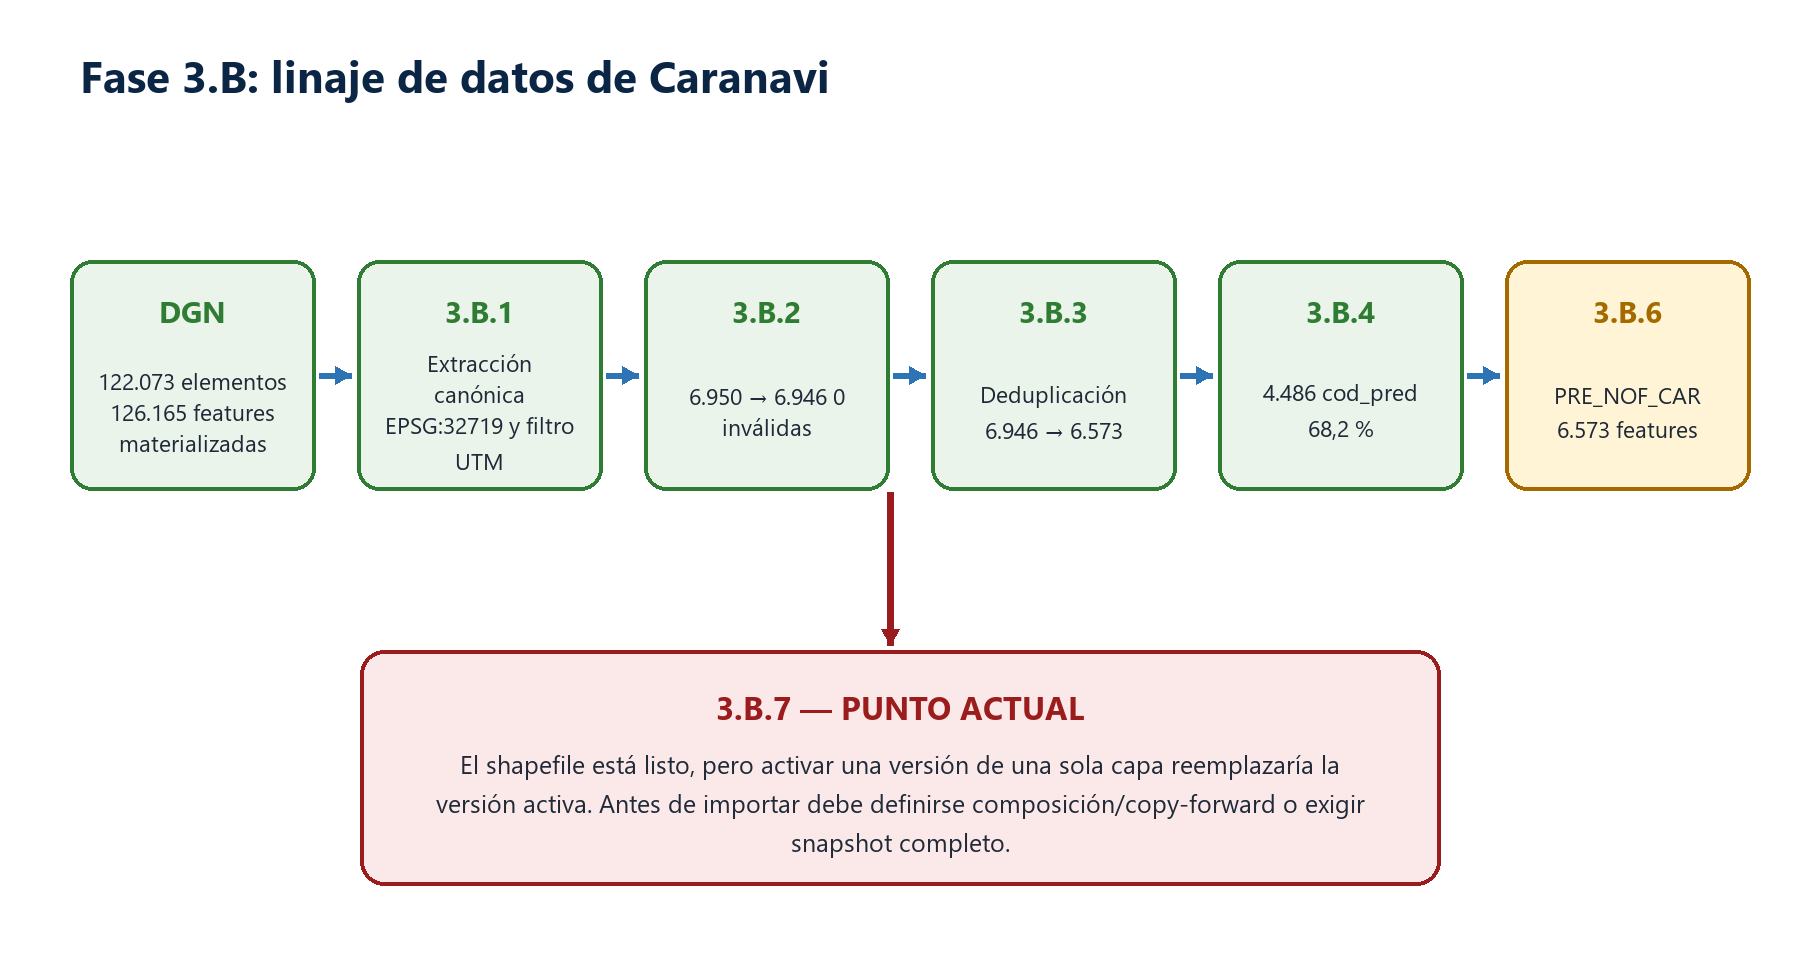 Fase 3.B: linaje de datos de Caranavi
DGN
122.073 elementos
126.165 features
materializadas
3.B.1
Extracción
canónica
EPSG:32719 y filtro
UTM
3.B.2
6.950 → 6.946 0
inválidas
3.B.3
Deduplicación
6.946 → 6.573
3.B.4
4.486 cod_pred
68,2 %
3.B.6
PRE_NOF_CAR
6.573 features
3.B.7 — PUNTO ACTUAL
El shapefile está listo, pero activar una versión de una sola capa reemplazaría la
versión activa. Antes de importar debe definirse composición/copy-forward o exigir
snapshot completo.